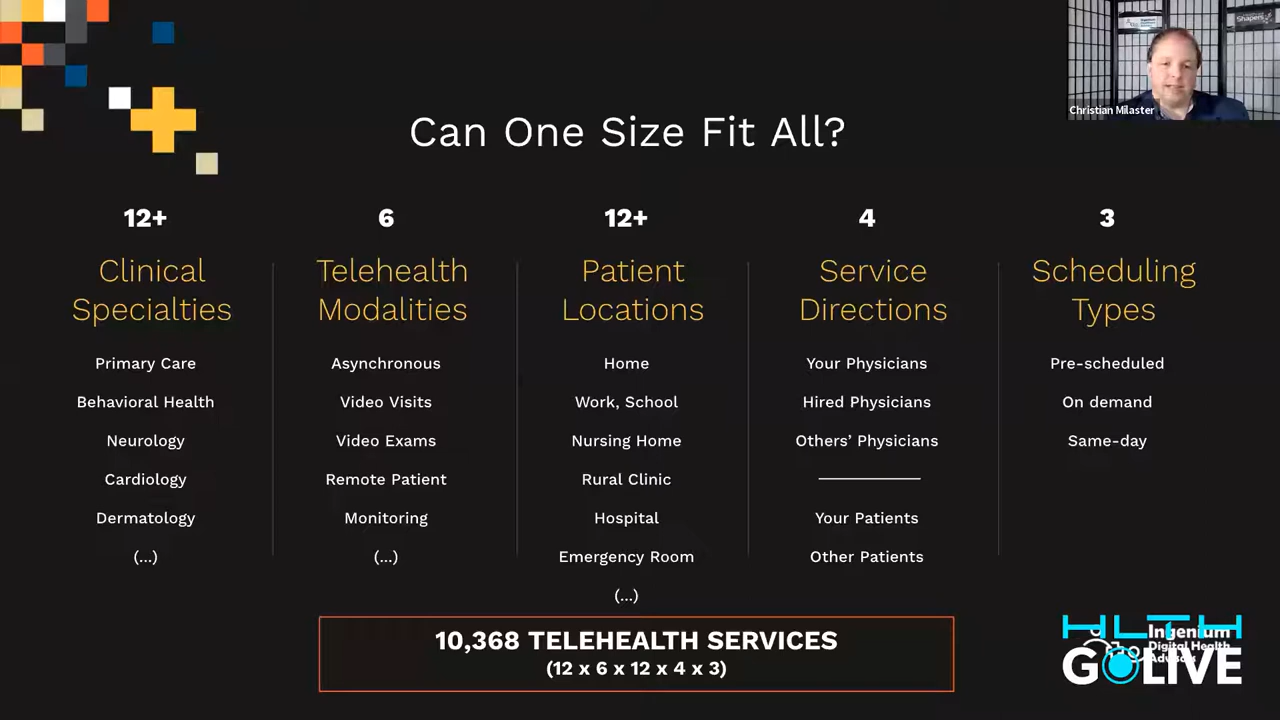 Shapers
Christian Milaster
Can One Size Fit All?
12+
Clinical
Specialties
Primary Care
Behavioral Health
Neurology
Cardiology
Dermatology
(...)
6
Telehealth
Modalities
Asynchronous
Video Visits
Video Exams
Remote Patient
Monitoring
(...)
12+
Patient
Locations
Home
Work, School
Nursing Home
Rural Clinic
Hospital
Emergency Room
(...)
4
Service
Directions
Your Physicians
Hired Physicians
Others’ Physicians
Your Patients
Other Patients
3
Scheduling
Types
Pre-scheduled
On demand
Same-day
10,368 TELEHEALTH SERVICES
(12 x 6 x 12 x 4 x 3)
HLTH
Ingenium
Digital Health
Advisors
GOLIVE